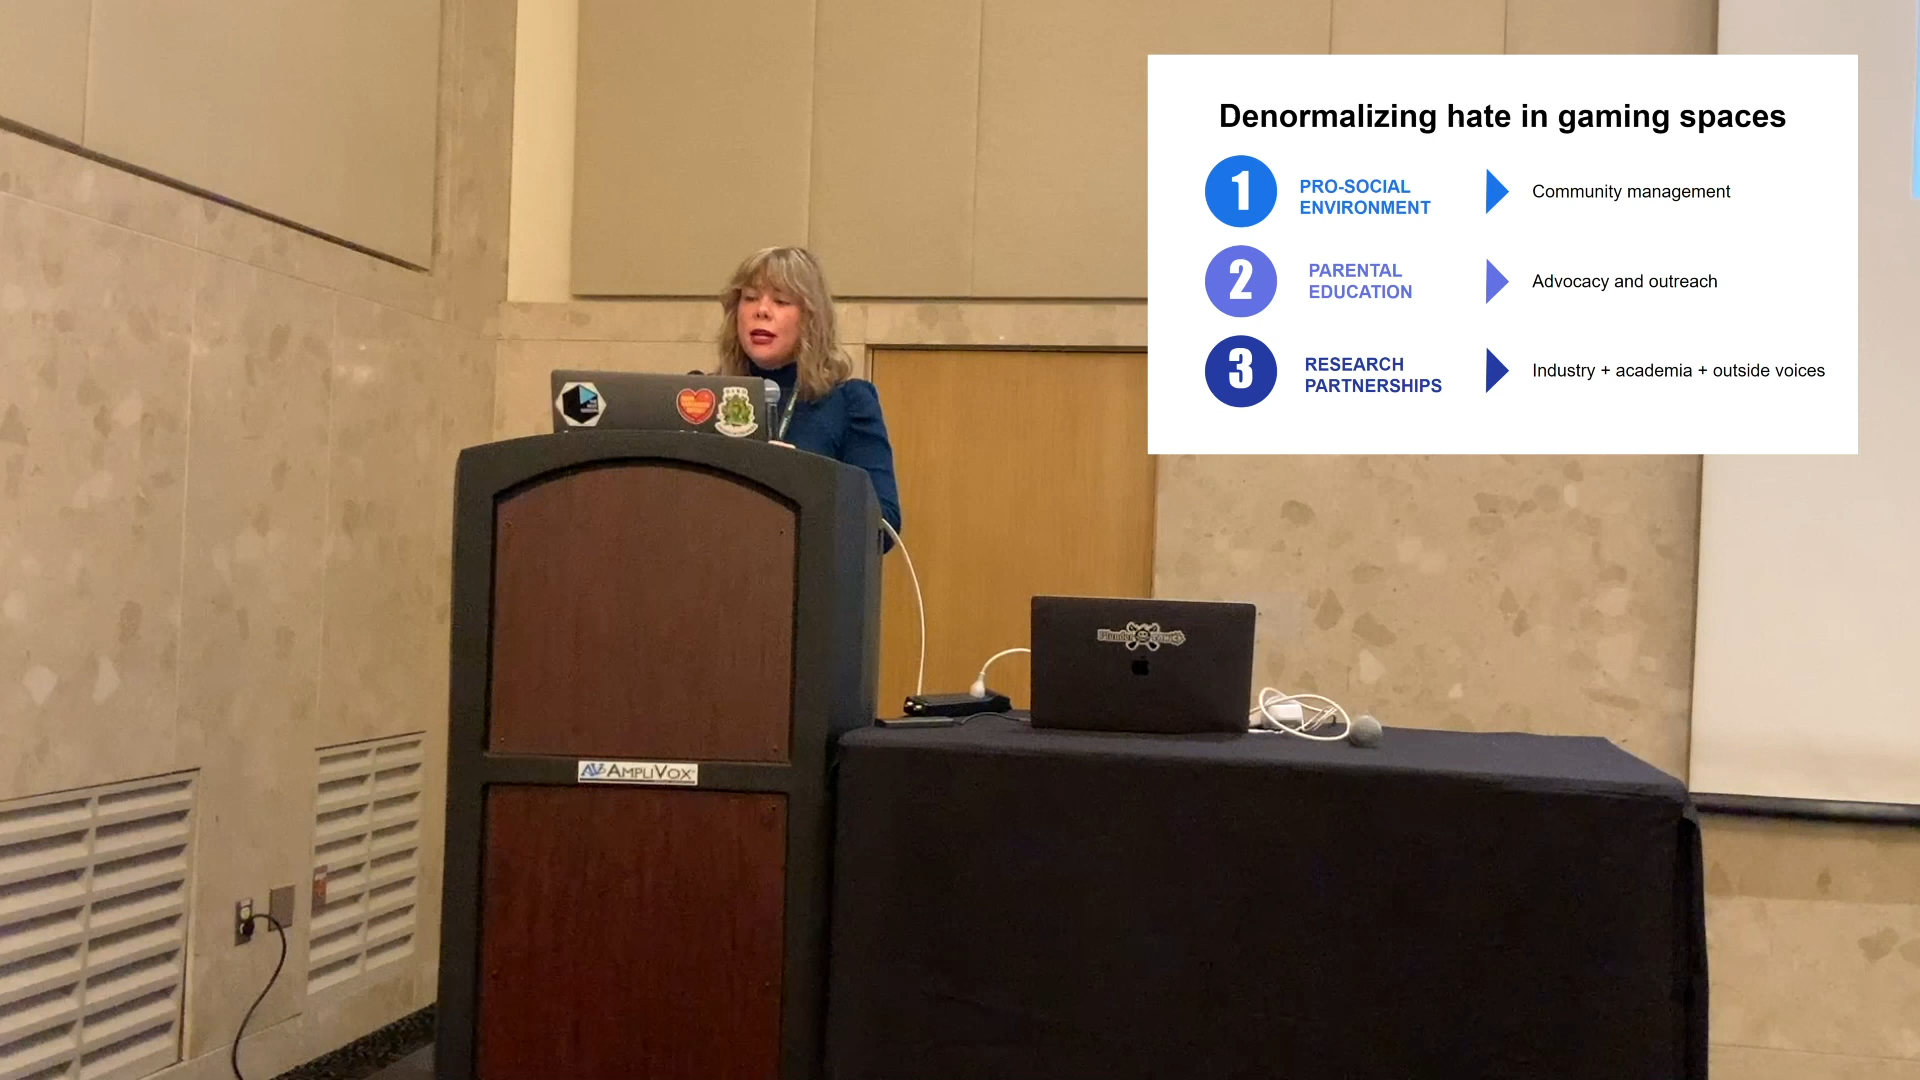 Denormalizing hate in gaming spaces
1
PRO-SOCIAL
ENVIRONMENT
Community management
2
PARENTAL
EDUCATION
Advocacy and outreach
3
RESEARCH
PARTNERSHIPS
Industry + academia + outside voices
AMPLIVOX